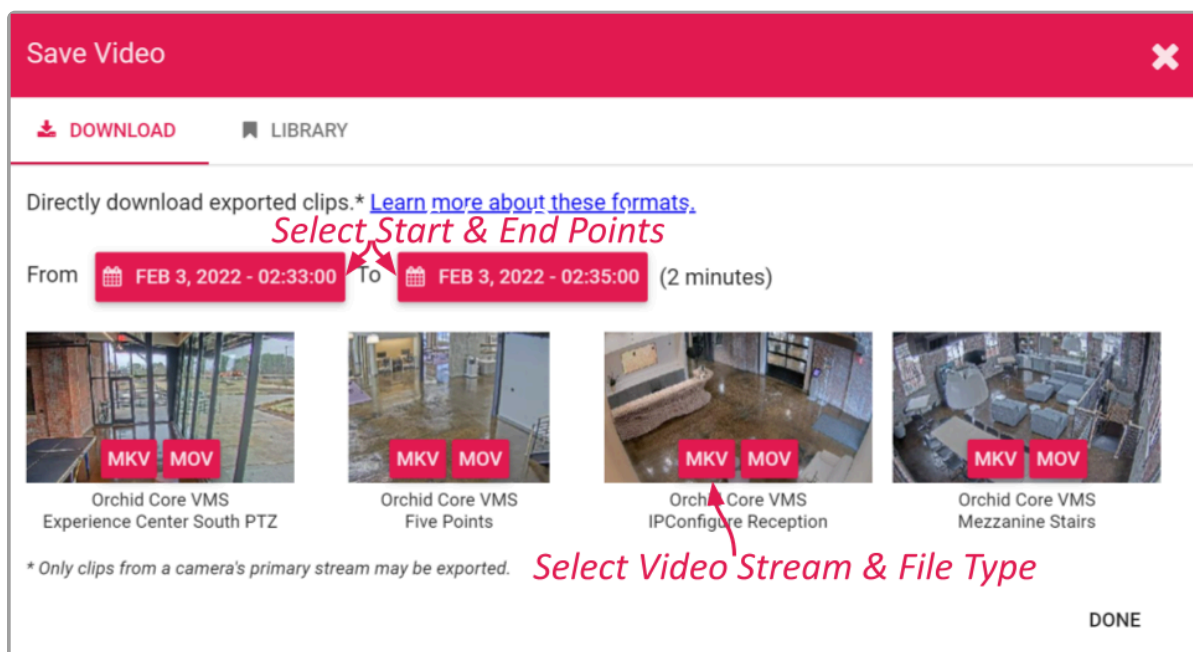 Save Video
DOWNLOAD LIBRARY
Directly download exported clips.* Learn more about these formats.
Select Start & End Points
From FEB 3, 2022 - 02:33:00 To FEB 3, 2022 - 02:35:00 (2 minutes)
MKV MOV MKV MOV MKV MOV MKV MOV
Orchid Core VMS Orchid Core VMS Orchid Core VMS Orchid Core VMS
Experience Center South PTZ Five Points IPConfigure Reception Mezzanine Stairs
* Only clips from a camera's primary stream may be exported.
Select Video Stream & File Type
DONE